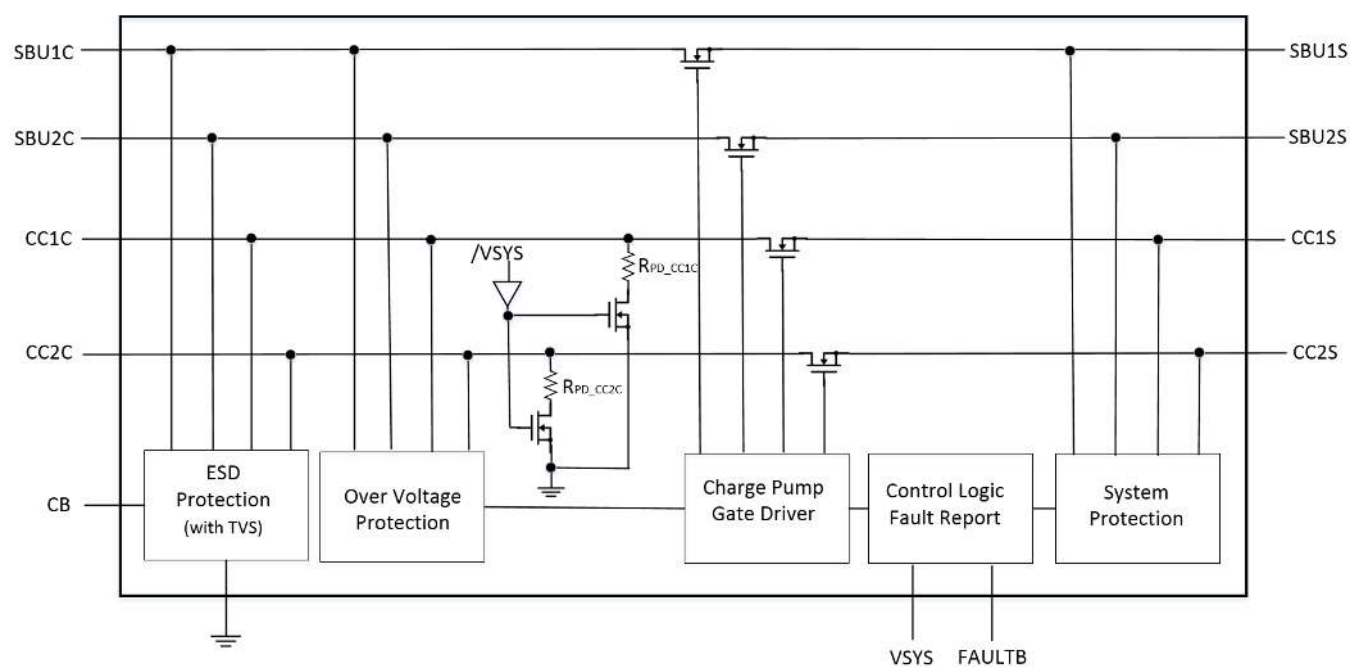 SBU1C
SBU1S
SBU2C
SBU2S
CC1C
CC1S
/VSYS
RPD_CC1C
CC2C
CC2S
RPD_CC2C
CB
ESD
Protection
(with TVS)
Over Voltage
Protection
Charge Pump
Gate Driver
Control Logic
Fault Report
System
Protection
VSYS
FAULTB